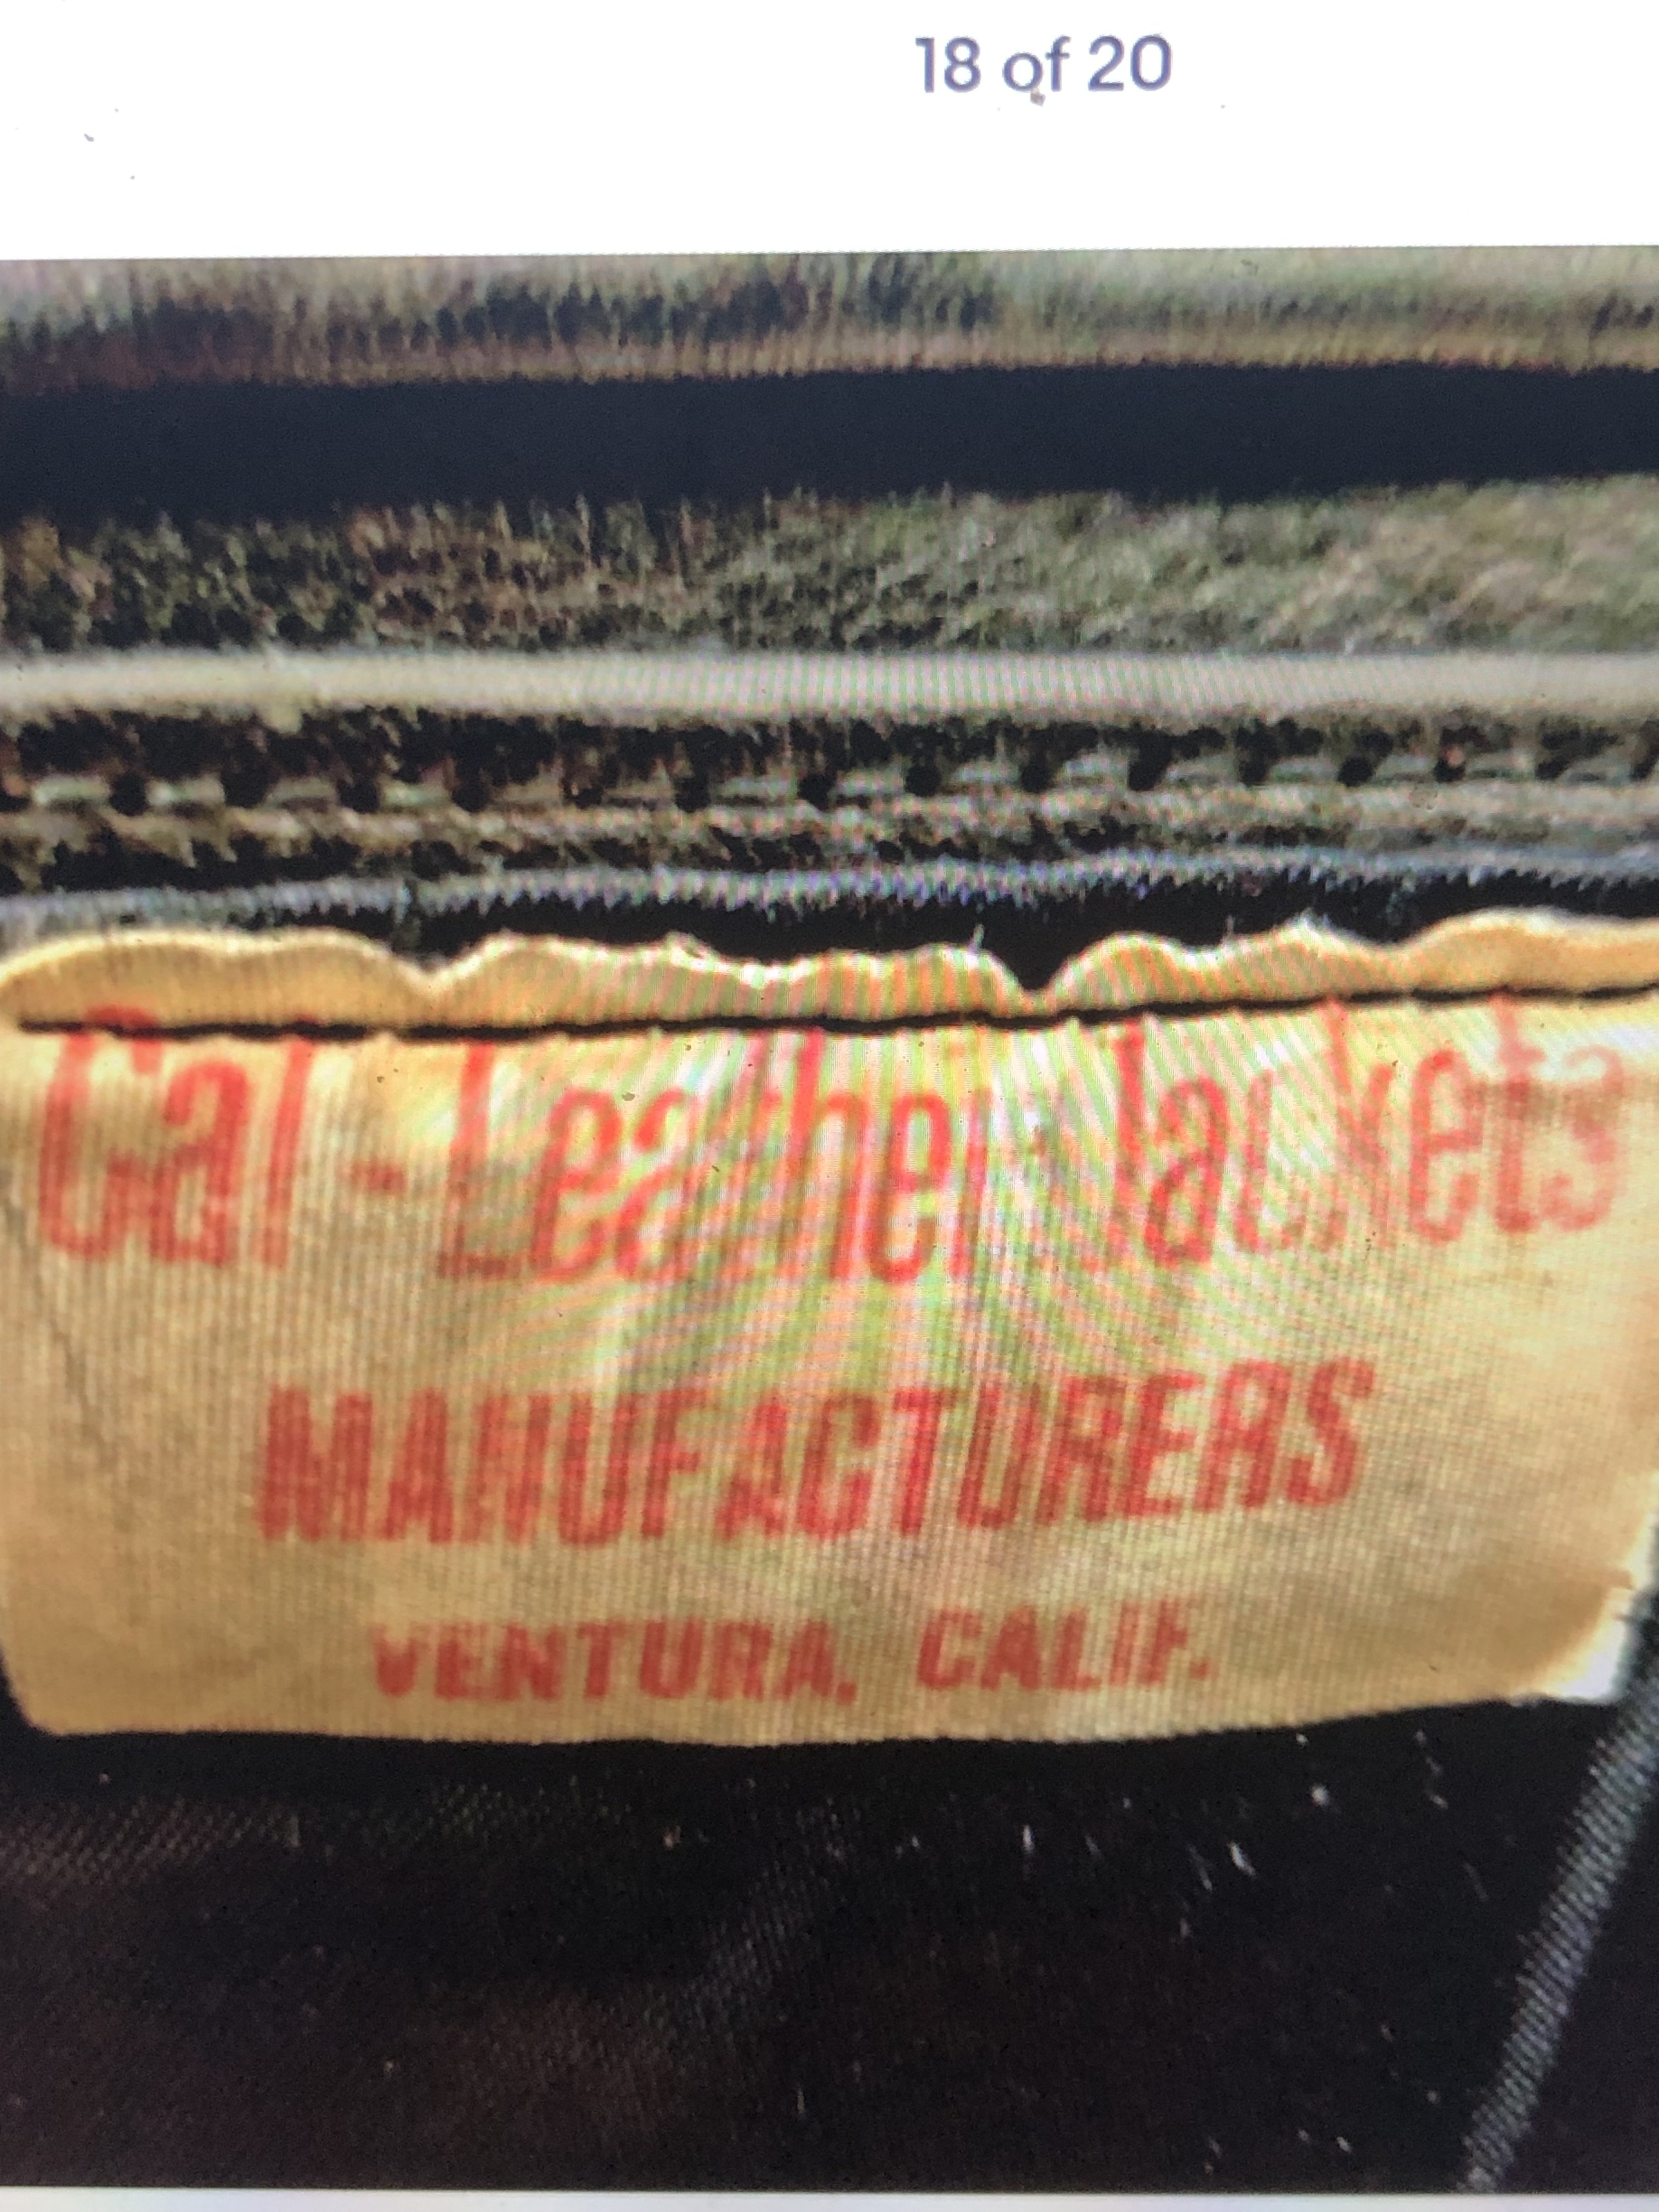 18 of 20
Cal-Leather Jackets
MANUFACTURERS
VENTURA, CALIF.